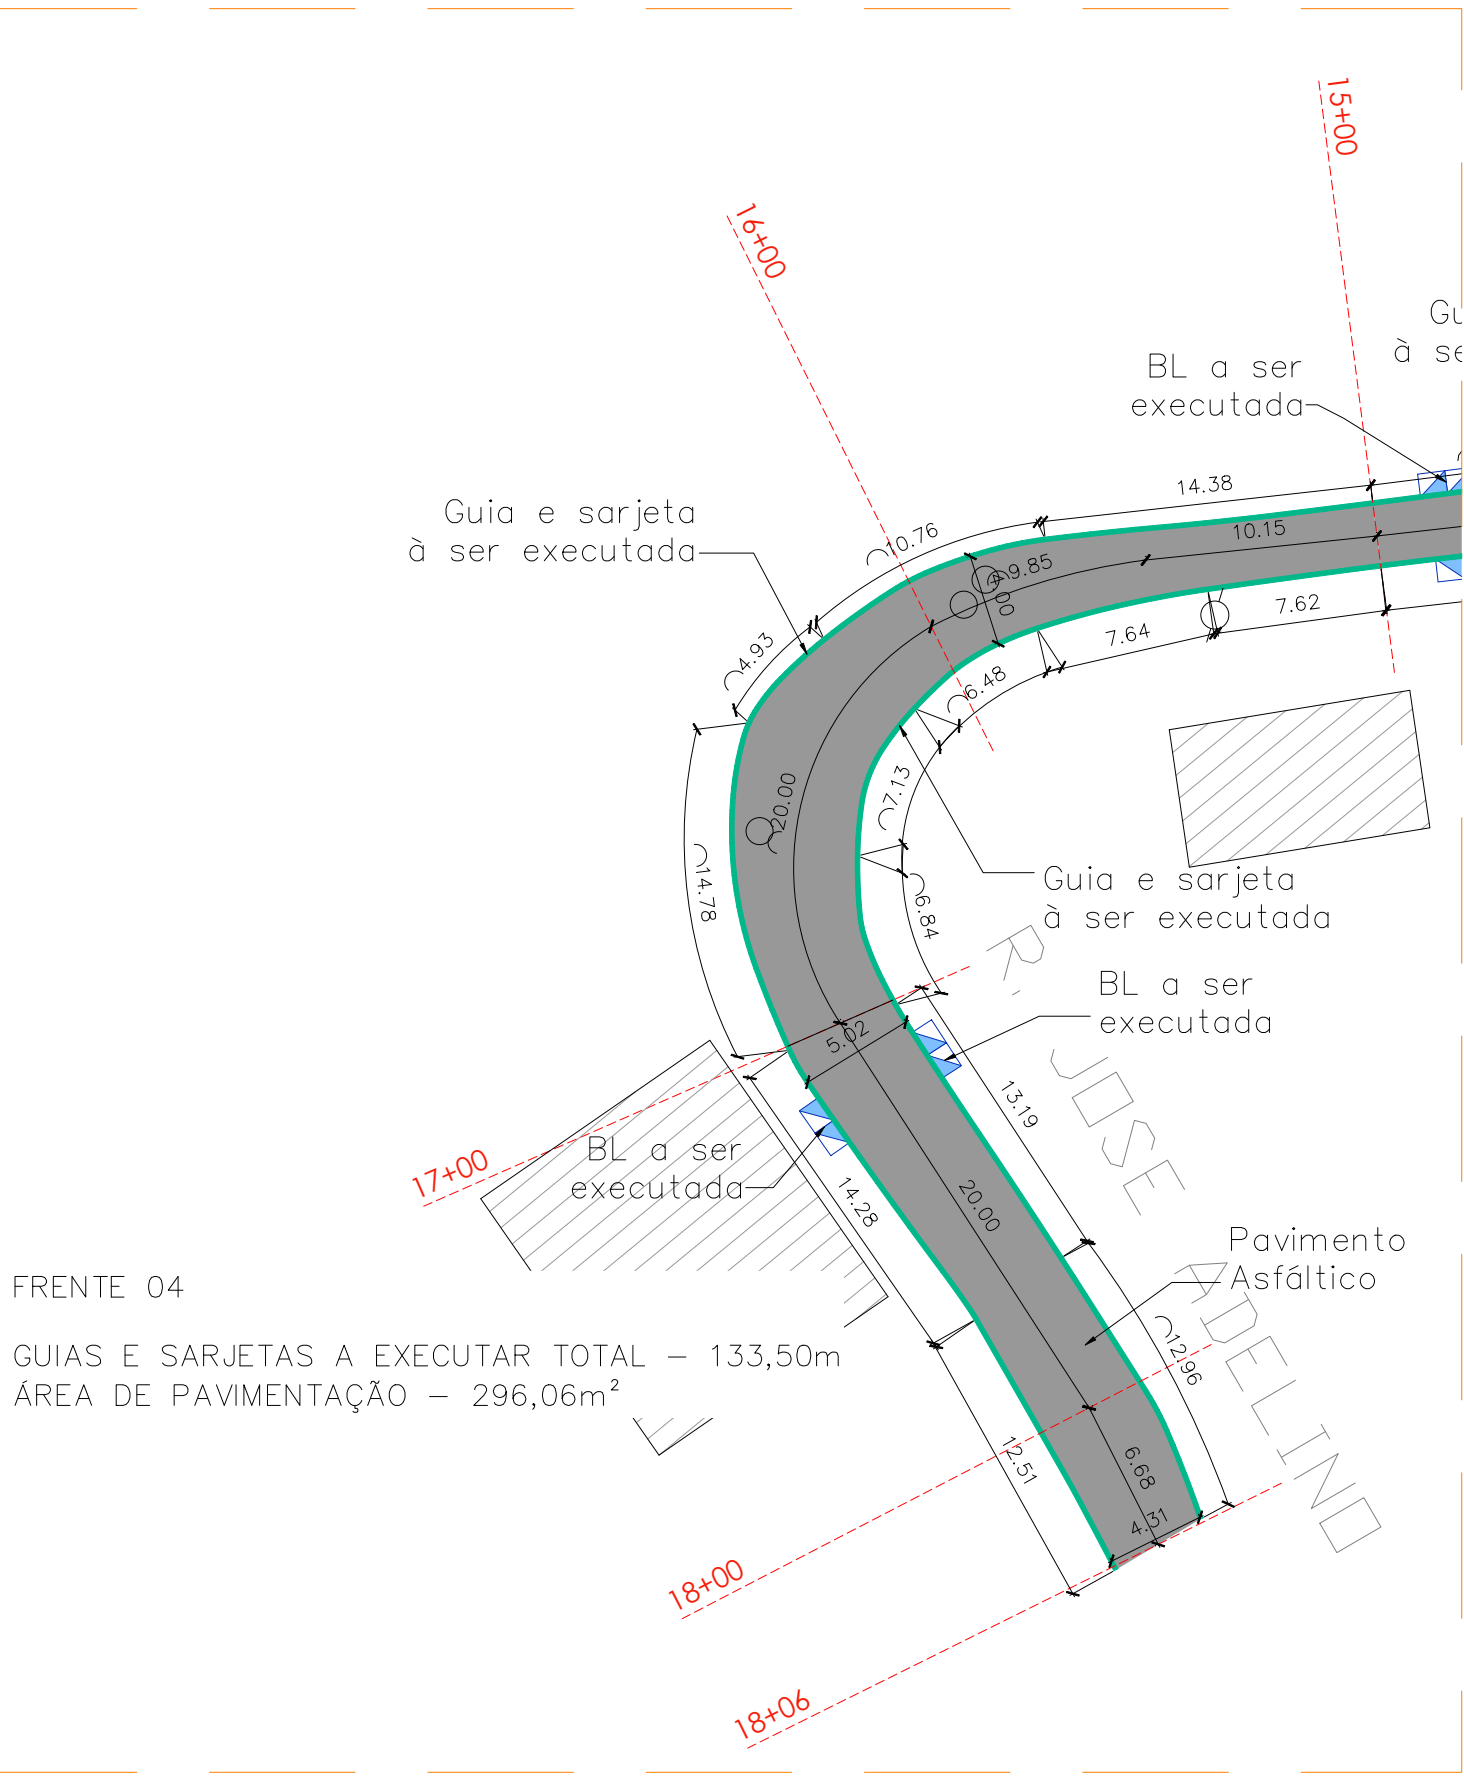 15+00
16+00
Gu
à se
BL a ser
executada
14.38
Guia e sarjeta
à ser executada
10.76
10.15
9.85
4.00
7.62
7.64
4.93
6.48
20.00
7.13
14.78
Guia e sarjeta
à ser executada
6.84
R. JOSE ADELINO
BL a ser
executada
5.02
13.19
BL a ser
executada
17+00
14.28
20.00
Pavimento
Asfáltico
FRENTE 04
GUIAS E SARJETAS A EXECUTAR TOTAL – 133,50m
ÁREA DE PAVIMENTAÇÃO – 296,06m²
12.96
12.51
6.68
4.31
18+00
18+06